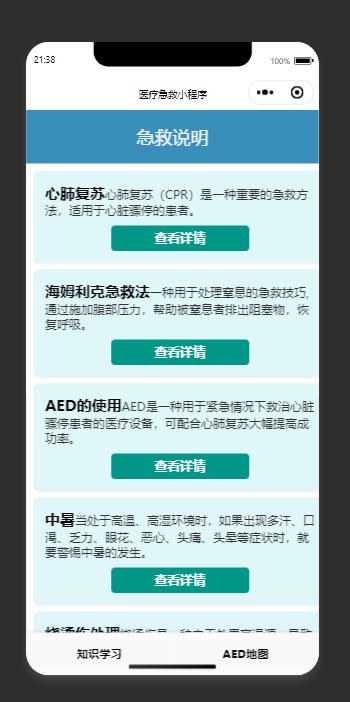 21:38
100%
医疗急救小程序
急救说明
心肺复苏心肺复苏（CPR）是一种重要的急救方
法，适用于心脏骤停的患者。
查看详情
海姆利克急救法一种用于处理窒息的急救技巧,
通过施加腹部压力，帮助被窒息者排出阻塞物，恢
复呼吸。
查看详情
AED的使用AED是一种用于紧急情况下救治心脏
骤停患者的医疗设备，可配合心肺复苏大幅提高成
功率。
查看详情
中暑当处于高温、高湿环境时，如果出现多汗、口
渴、乏力、眼花、恶心、头痛、头晕等症状时，就
要警惕中暑的发生。
查看详情
烧烫伤处理
知识学习
AED地图